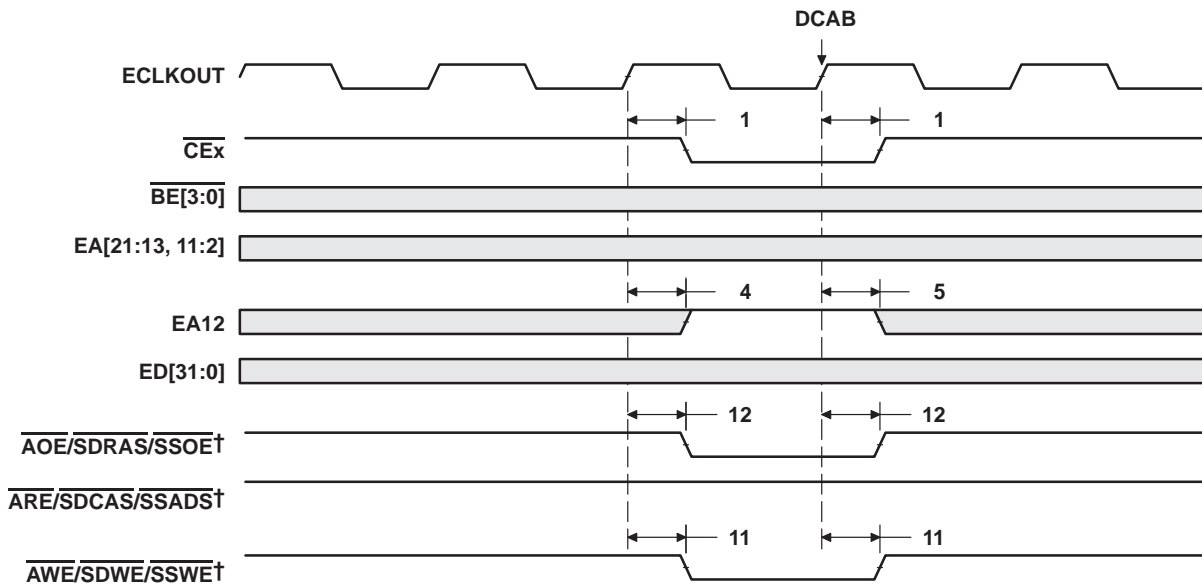 DCAB
ECLKOUT
1 1
CEx
BE[3:0]
EA[21:13, 11:2]
4 5
EA12
ED[31:0]
12 12
AOE/SDRAS/SSOE†
ARE/SDCAS/SSADS†
11 11
AWE/SDWE/SSWE†